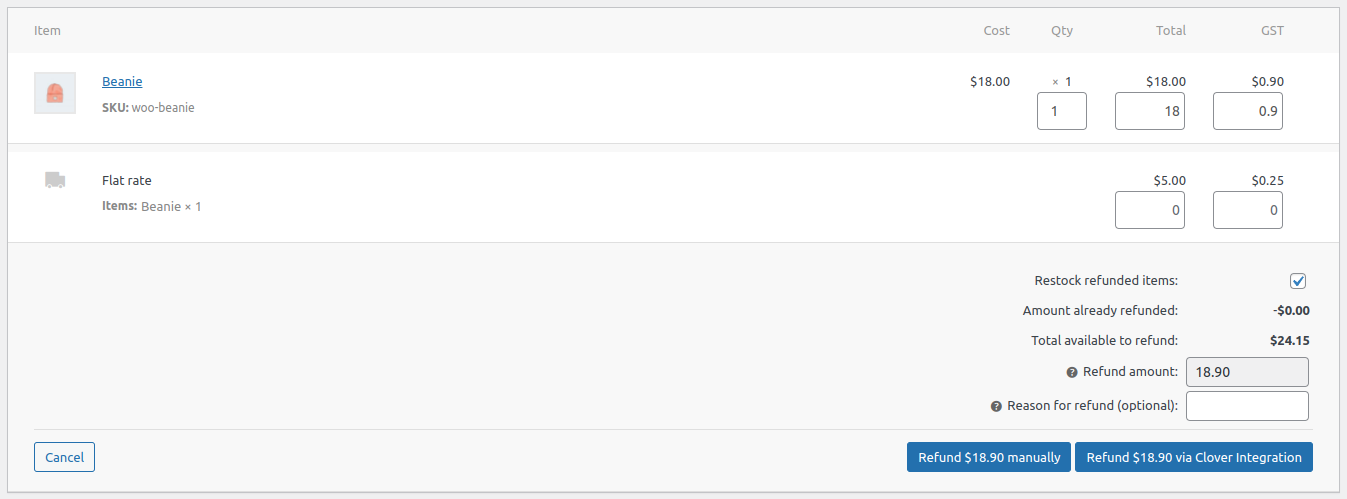 Item Cost Qty Total GST
Beanie $18.00 × 1 $18.00 $0.90
SKU: woo-beanie 1 18 0.9
Flat rate $5.00 $0.25
Items: Beanie × 1 0 0
Restock refunded items:
Amount already refunded: -$0.00
Total available to refund: $24.15
? Refund amount: 18.90
? Reason for refund (optional):
Cancel Refund $18.90 manually Refund $18.90 via Clover Integration